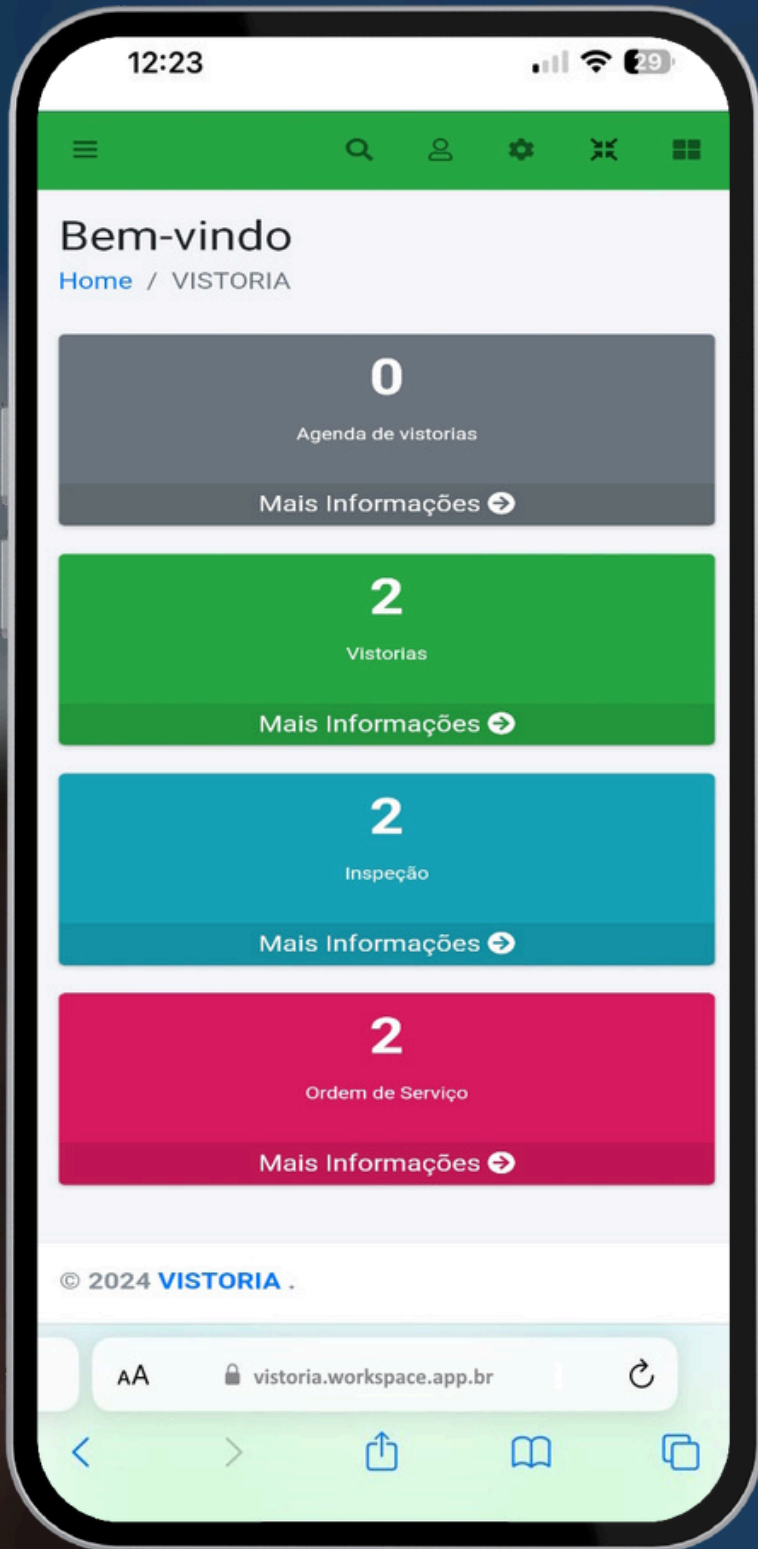 12:23 29
Bem-vindo
Home / VISTORIA
0
Agenda de vistorias
Mais Informações
2
Vistorias
Mais Informações
2
Inspeção
Mais Informações
2
Ordem de Serviço
Mais Informações
© 2024 VISTORIA .
AA vistoria.workspace.app.br